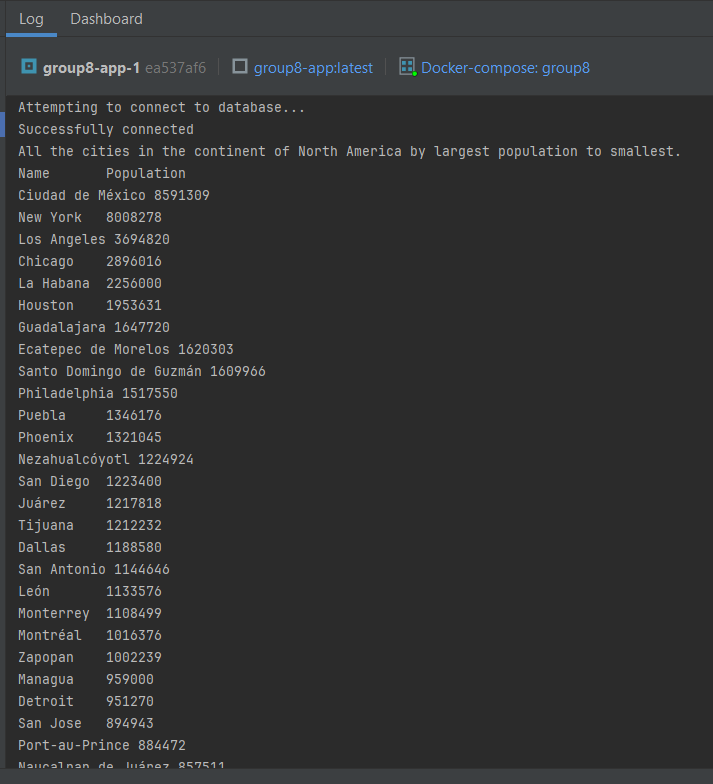 Log Dashboard
group8-app-1 ea537af6 group8-app:latest Docker-compose: group8
Attempting to connect to database...
Successfully connected
All the cities in the continent of North America by largest population to smallest.
Name Population
Ciudad de México 8591309
New York 8008278
Los Angeles 3694820
Chicago 2896016
La Habana 2256000
Houston 1953631
Guadalajara 1647720
Ecatepec de Morelos 1620303
Santo Domingo de Guzmán 1609966
Philadelphia 1517550
Puebla 1346176
Phoenix 1321045
Nezahualcóyotl 1224924
San Diego 1223400
Juárez 1217818
Tijuana 1212232
Dallas 1188580
San Antonio 1144646
León 1133576
Monterrey 1108499
Montréal 1016376
Zapopan 1002239
Managua 959000
Detroit 951270
San Jose 894943
Port-au-Prince 884472
Naucalpan de Juárez 857511